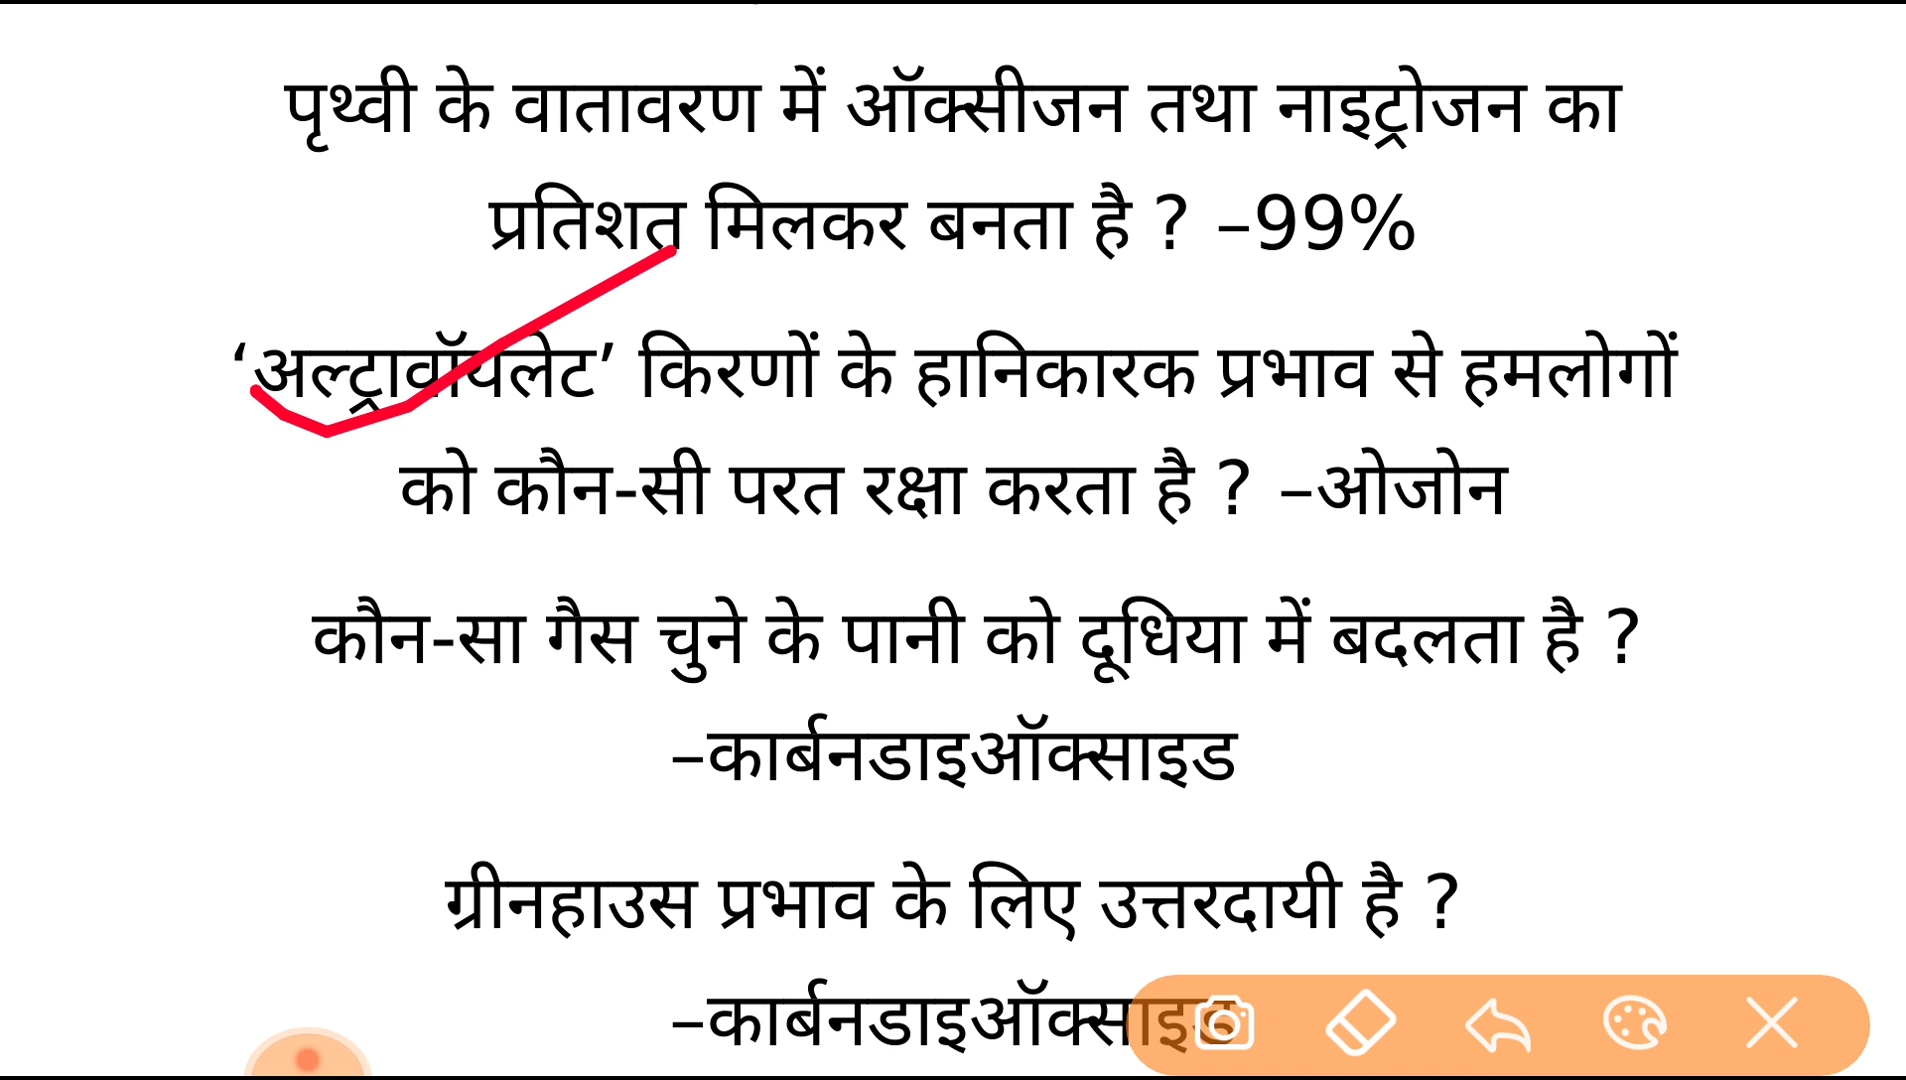 पृथ्वी के वातावरण में ऑक्सीजन तथा नाइट्रोजन का
प्रतिशत मिलकर बनता है ? –99%
‘अल्ट्रावॉयलेट’ किरणों के हानिकारक प्रभाव से हमलोगों
को कौन-सी परत रक्षा करता है ? –ओजोन
कौन-सा गैस चुने के पानी को दूधिया में बदलता है ?
–कार्बनडाइऑक्साइड
ग्रीनहाउस प्रभाव के लिए उत्तरदायी है ?
–कार्बनडाइऑक्साइड